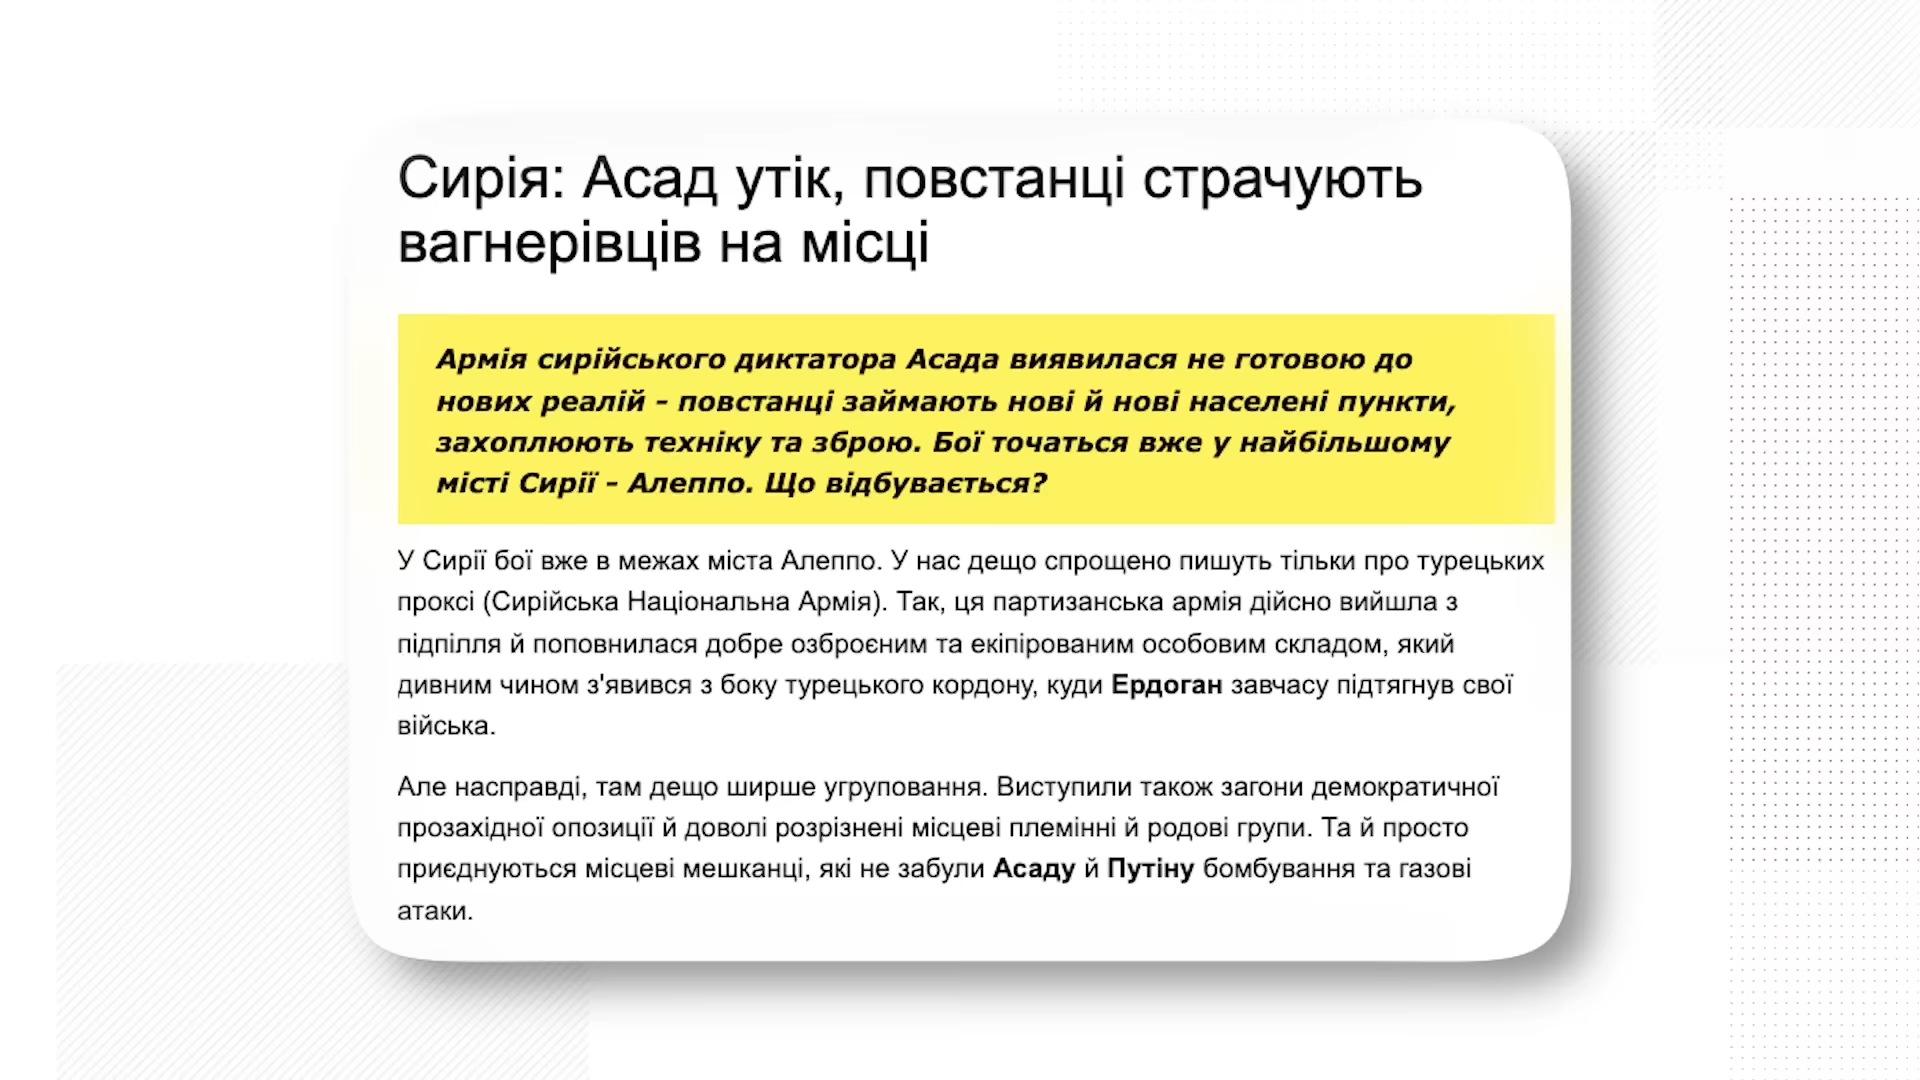 Сирія: Асад утік, повстанці страчують
вагнерівців на місці
Армія сирійського диктатора Асада виявилася не готовою до
нових реалій – повстанці займають нові й нові населені пункти,
захоплюють техніку та зброю. Бої точаться вже у найбільшому
місті Сирії – Алеппо. Що відбувається?
У Сирії бої вже в межах міста Алеппо. У нас дещо спрощено пишуть тільки про турецьких
проксі (Сирійська Національна Армія). Так, ця партизанська армія дійсно вийшла з
підпілля й поповнилася добре озброєним та екіпірованим особовим складом, який
дивним чином з'явився з боку турецького кордону, куди Ердоган завчасу підтягнув свої
війська.
Але насправді, там дещо ширше угруповання. Виступили також загони демократичної
прозахідної опозиції й доволі розрізнені місцеві племінні й родові групи. Та й просто
приєднуються місцеві мешканці, які не забули Асаду й Путіну бомбування та газові
атаки.